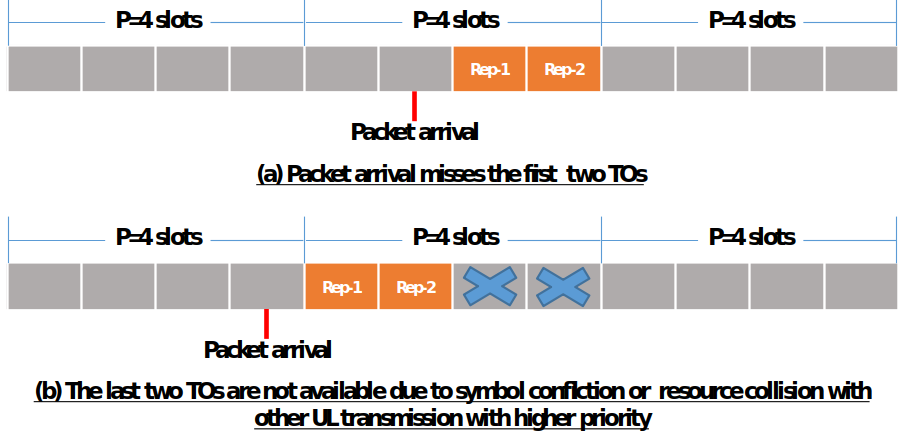 P=4 slots P=4 slots P=4 slots
Rep-1 Rep-2
Packet arrival
(a) Packet arrival misses the first two TOs
P=4 slots P=4 slots P=4 slots
Rep-1 Rep-2
Packet arrival
(b) The last two TOs are not available due to symbol confliction or resource collision with
other UL transmission with higher priority